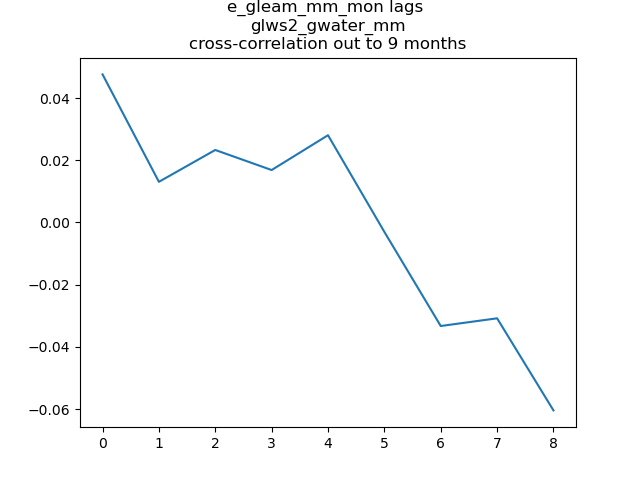 e_gleam_mm_mon lags
glws2_gwater_mm
cross-correlation out to 9 months
0.04
0.02
0.00
−0.02
−0.04
−0.06
0 1 2 3 4 5 6 7 8